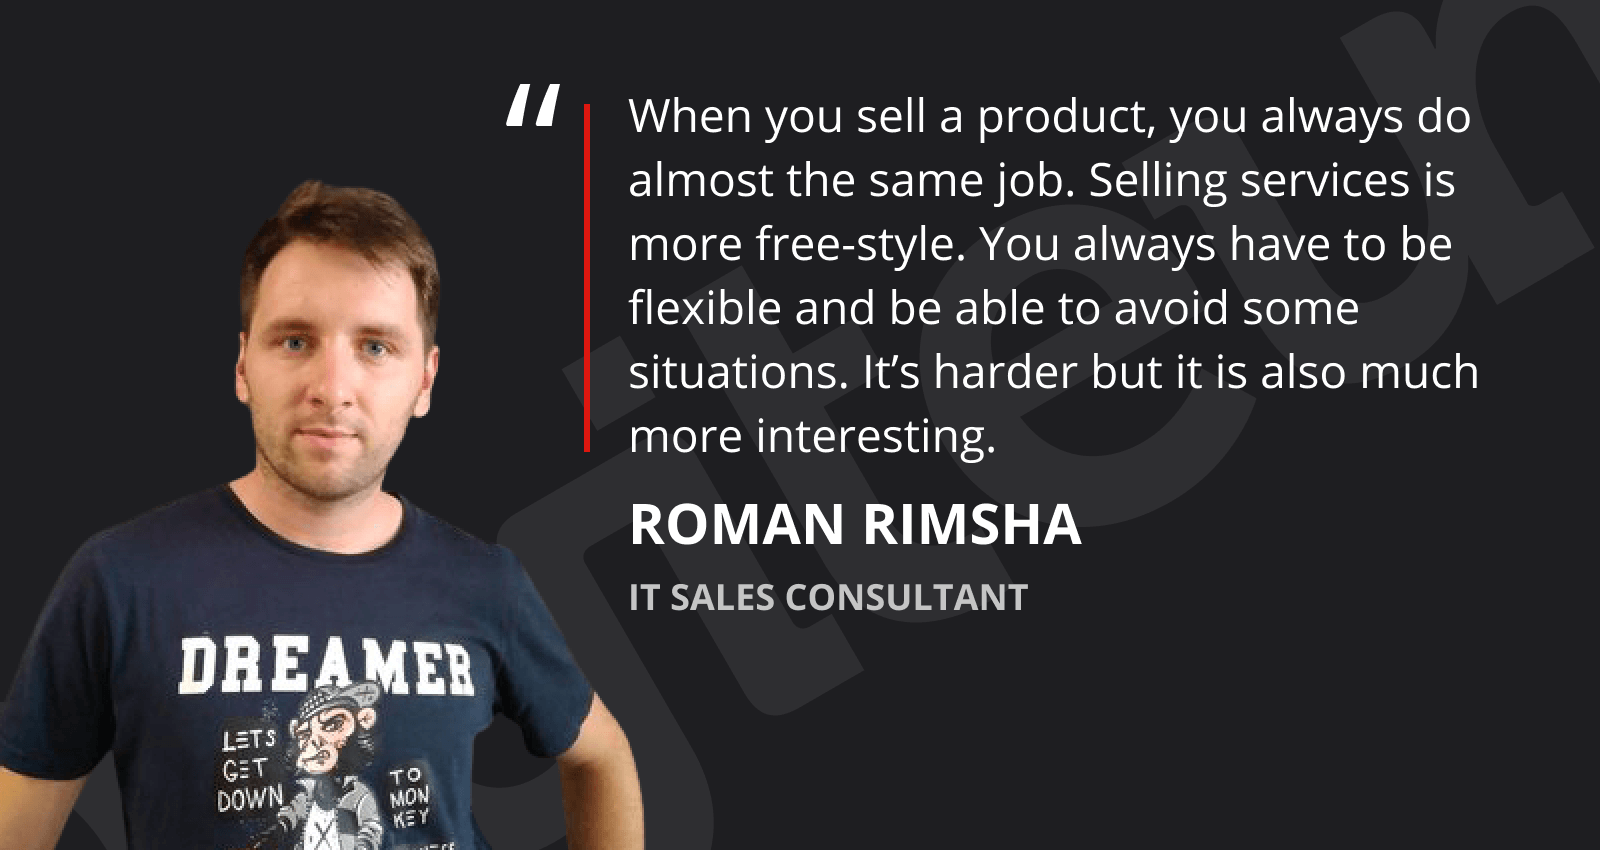 “
When you sell a product, you always do
almost the same job. Selling services is
more free-style. You always have to be
flexible and be able to avoid some
situations. It’s harder but it is also much
more interesting.
ROMAN RIMSHA
IT SALES CONSULTANT
DREAMER
LETS
GET
DOWN
TO
MON
KEY